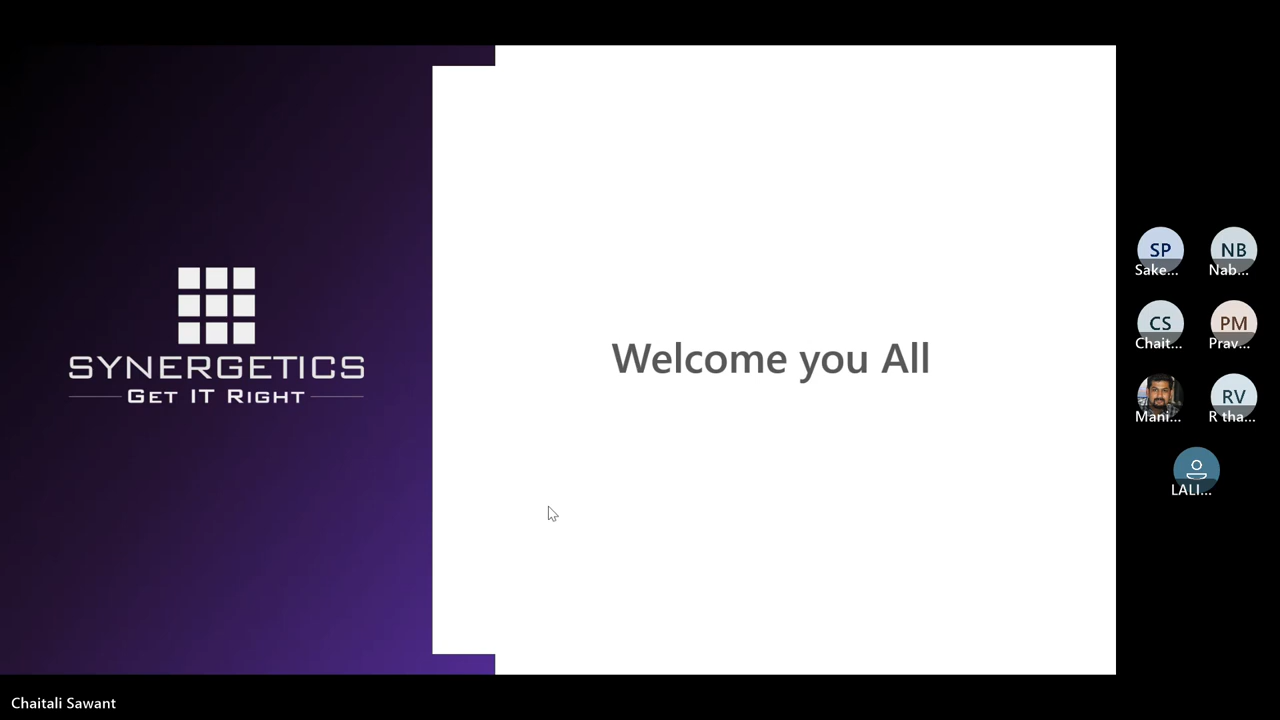 SYNERGETICS
GET IT RIGHT
Welcome you All
SP
Sake...
NB
Nab...
CS
Chait...
PM
Prav...
Mani...
RV
R tha...
LALI...
Chaitali Sawant